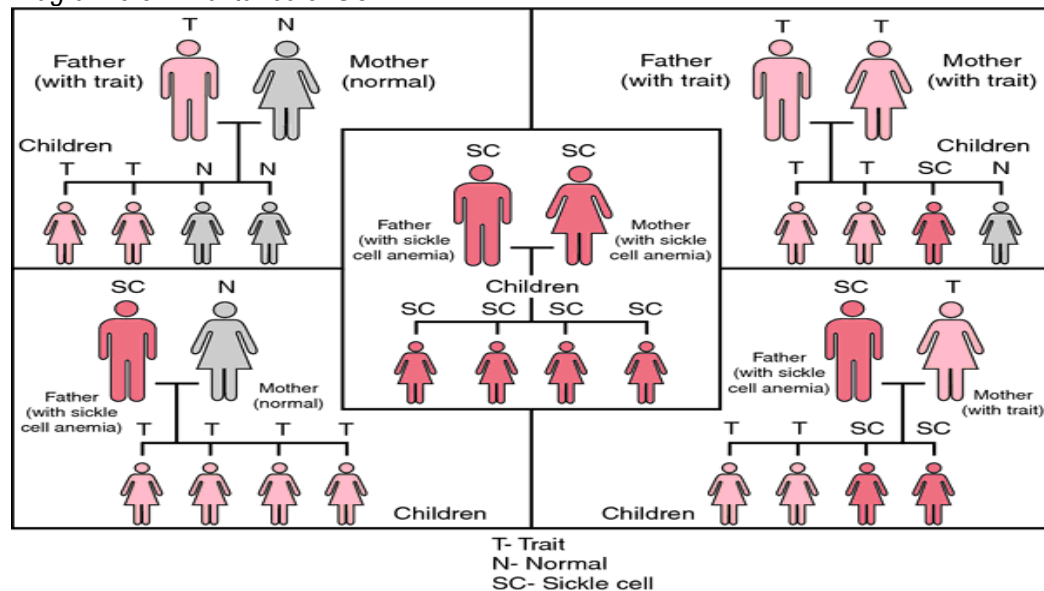 T N
Father
(with trait)
Mother
(normal)
Children
T T N N
T T
Father
(with trait)
Mother
(with trait)
Children
T T SC N
SC SC
Father
(with sickle
cell anemia)
Mother
(with sickle
cell anemia)
Children
SC SC SC SC
SC N
Father
(with sickle
cell anemia)
Mother
(normal)
T T T T
Children
SC T
Father
(with sickle
cell anemia)
Mother
(with trait)
T T SC SC
Children
T- Trait
N- Normal
SC- Sickle cell